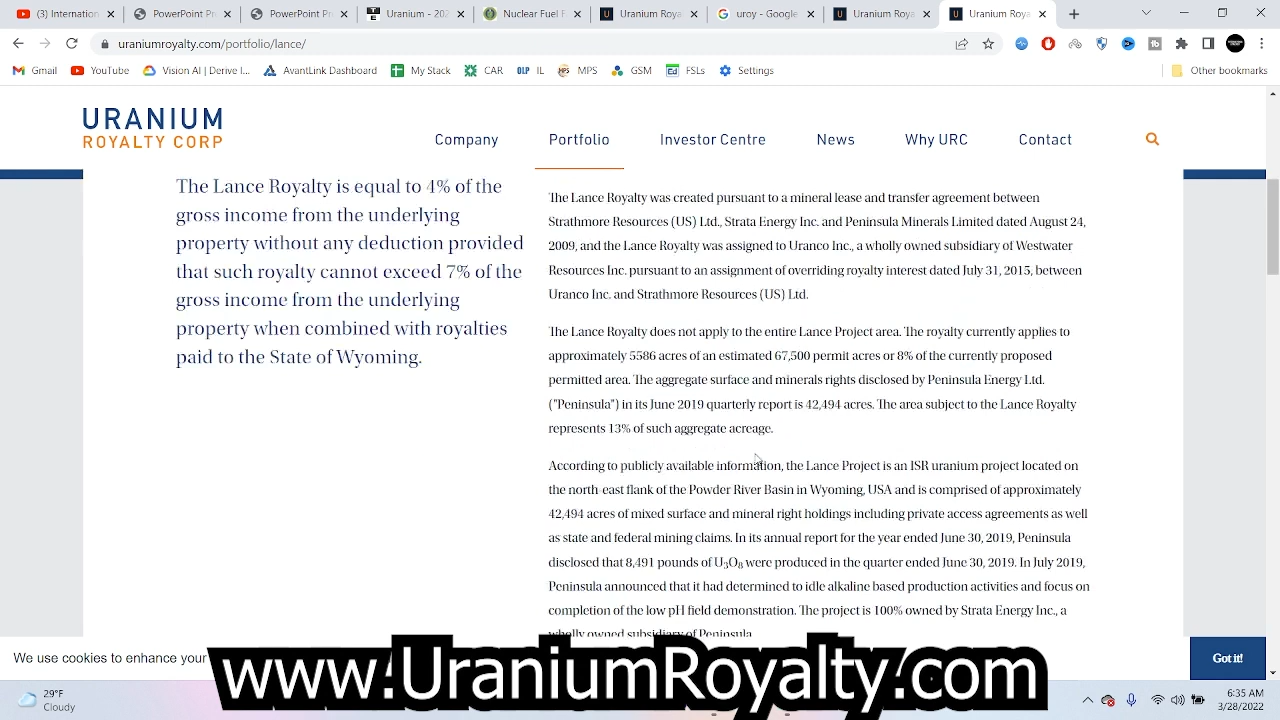 (3) Internation
PowerPoint Pr
PowerPoint Pr
Uranium - 202
Nuclear Fuel F
Uranium Roya
uroy - Google
Uranium Roya
Uranium Roya
uraniumroyalty.com/portfolio/lance/
Gmail
YouTube
Vision AI | Derive I...
AvantLink Dashboard
My Stack
CAR
OLP IL
MPS
GSM
FSLs
Settings
Other bookmarks
URANIUM
ROYALTY CORP
Company
Portfolio
Investor Centre
News
Why URC
Contact
The Lance Royalty is equal to 4% of the
gross income from the underlying
property without any deduction provided
that such royalty cannot exceed 7% of the
gross income from the underlying
property when combined with royalties
paid to the State of Wyoming.
The Lance Royalty was created pursuant to a mineral lease and transfer agreement between
Strathmore Resources (US) Ltd., Strata Energy Inc. and Peninsula Minerals Limited dated August 24,
2009, and the Lance Royalty was assigned to Uranco Inc., a wholly owned subsidiary of Westwater
Resources Inc. pursuant to an assignment of overriding royalty interest dated July 31, 2015, between
Uranco Inc. and Strathmore Resources (US) Ltd.
The Lance Royalty does not apply to the entire Lance Project area. The royalty currently applies to
approximately 5586 acres of an estimated 67,500 permit acres or 8% of the currently proposed
permitted area. The aggregate surface and minerals rights disclosed by Peninsula Energy Ltd.
("Peninsula") in its June 2019 quarterly report is 42,494 acres. The area subject to the Lance Royalty
represents 13% of such aggregate acreage.
According to publicly available information, the Lance Project is an ISR uranium project located on
the north-east flank of the Powder River Basin in Wyoming, USA and is comprised of approximately
42,494 acres of mixed surface and mineral right holdings including private access agreements as well
as state and federal mining claims. In its annual report for the year ended June 30, 2019, Peninsula
disclosed that 8,491 pounds of U3O8 were produced in the quarter ended June 30, 2019. In July 2019,
Peninsula announced that it had determined to idle alkaline based production activities and focus on
completion of the low pH field demonstration. The project is 100% owned by Strata Energy Inc., a
wholly owned subsidiary of Peninsula.
We use cookies to enhance your
Got it!
www.UraniumRoyalty.com
29°F
Cloudy
6:35 AM
3/28/2022